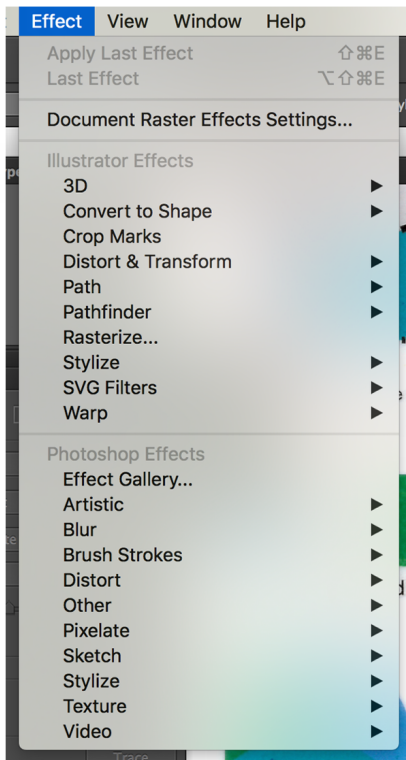 Effect View Window Help
Apply Last Effect ⇧⌘E
Last Effect ⌥⇧⌘E
Document Raster Effects Settings...
Illustrator Effects
3D
Convert to Shape
Crop Marks
Distort & Transform
Path
Pathfinder
Rasterize...
Stylize
SVG Filters
Warp
Photoshop Effects
Effect Gallery...
Artistic
Blur
Brush Strokes
Distort
Other
Pixelate
Sketch
Stylize
Texture
Video
Trace